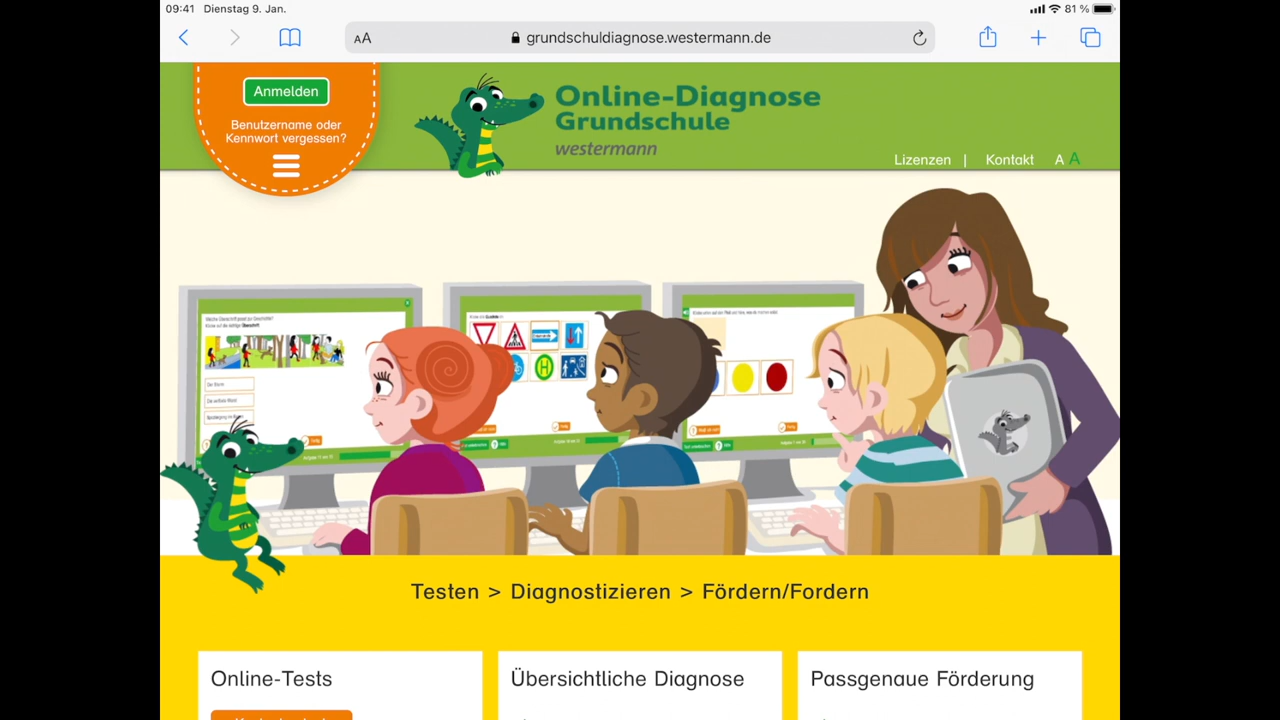 09:41 Dienstag 9. Jan.
81 %
AA
grundschuldiagnose.westermann.de
Anmelden
Benutzername oder
Kennwort vergessen?
Online-Diagnose
Grundschule
westermann
Lizenzen | Kontakt A A
H
Testen > Diagnostizieren > Fördern/Fordern
Online-Tests
Übersichtliche Diagnose
Passgenaue Förderung